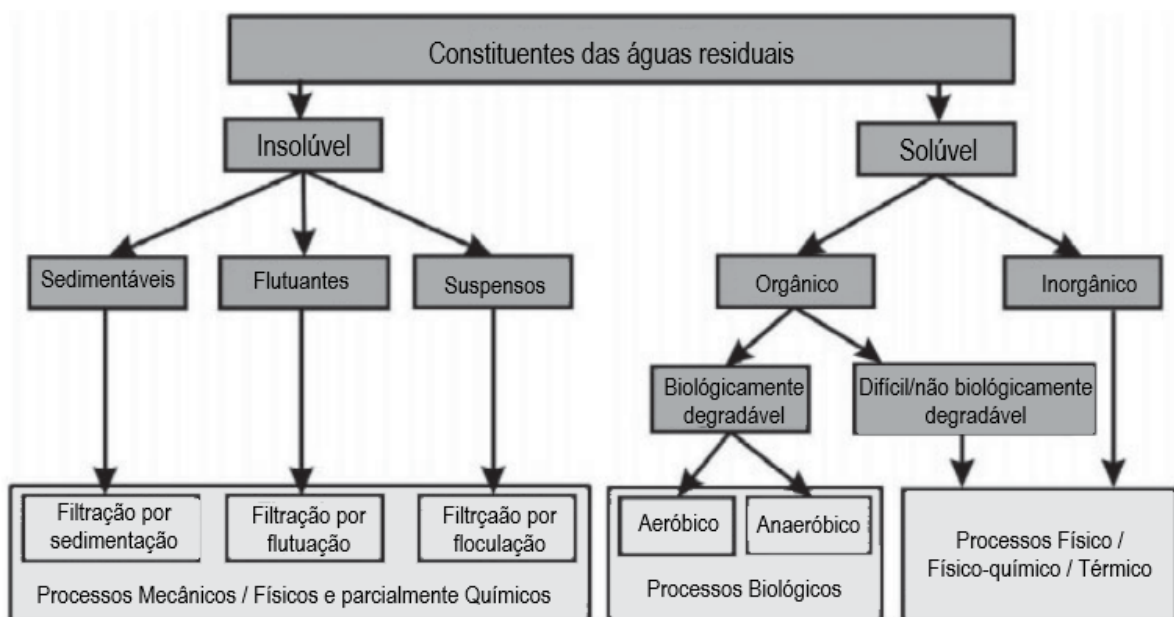 Constituentes das águas residuais
Insolúvel
Solúvel
Sedimentáveis
Flutuantes
Suspensos
Orgânico
Inorgânico
Biológicamente
degradável
Difícil/não biológicamente
degradável
Filtração por
sedimentação
Filtração por
flutuação
Filtrçaão por
floculação
Processos Mecânicos / Físicos e parcialmente Químicos
Aeróbico
Anaeróbico
Processos Biológicos
Processos Físico /
Físico-químico / Térmico